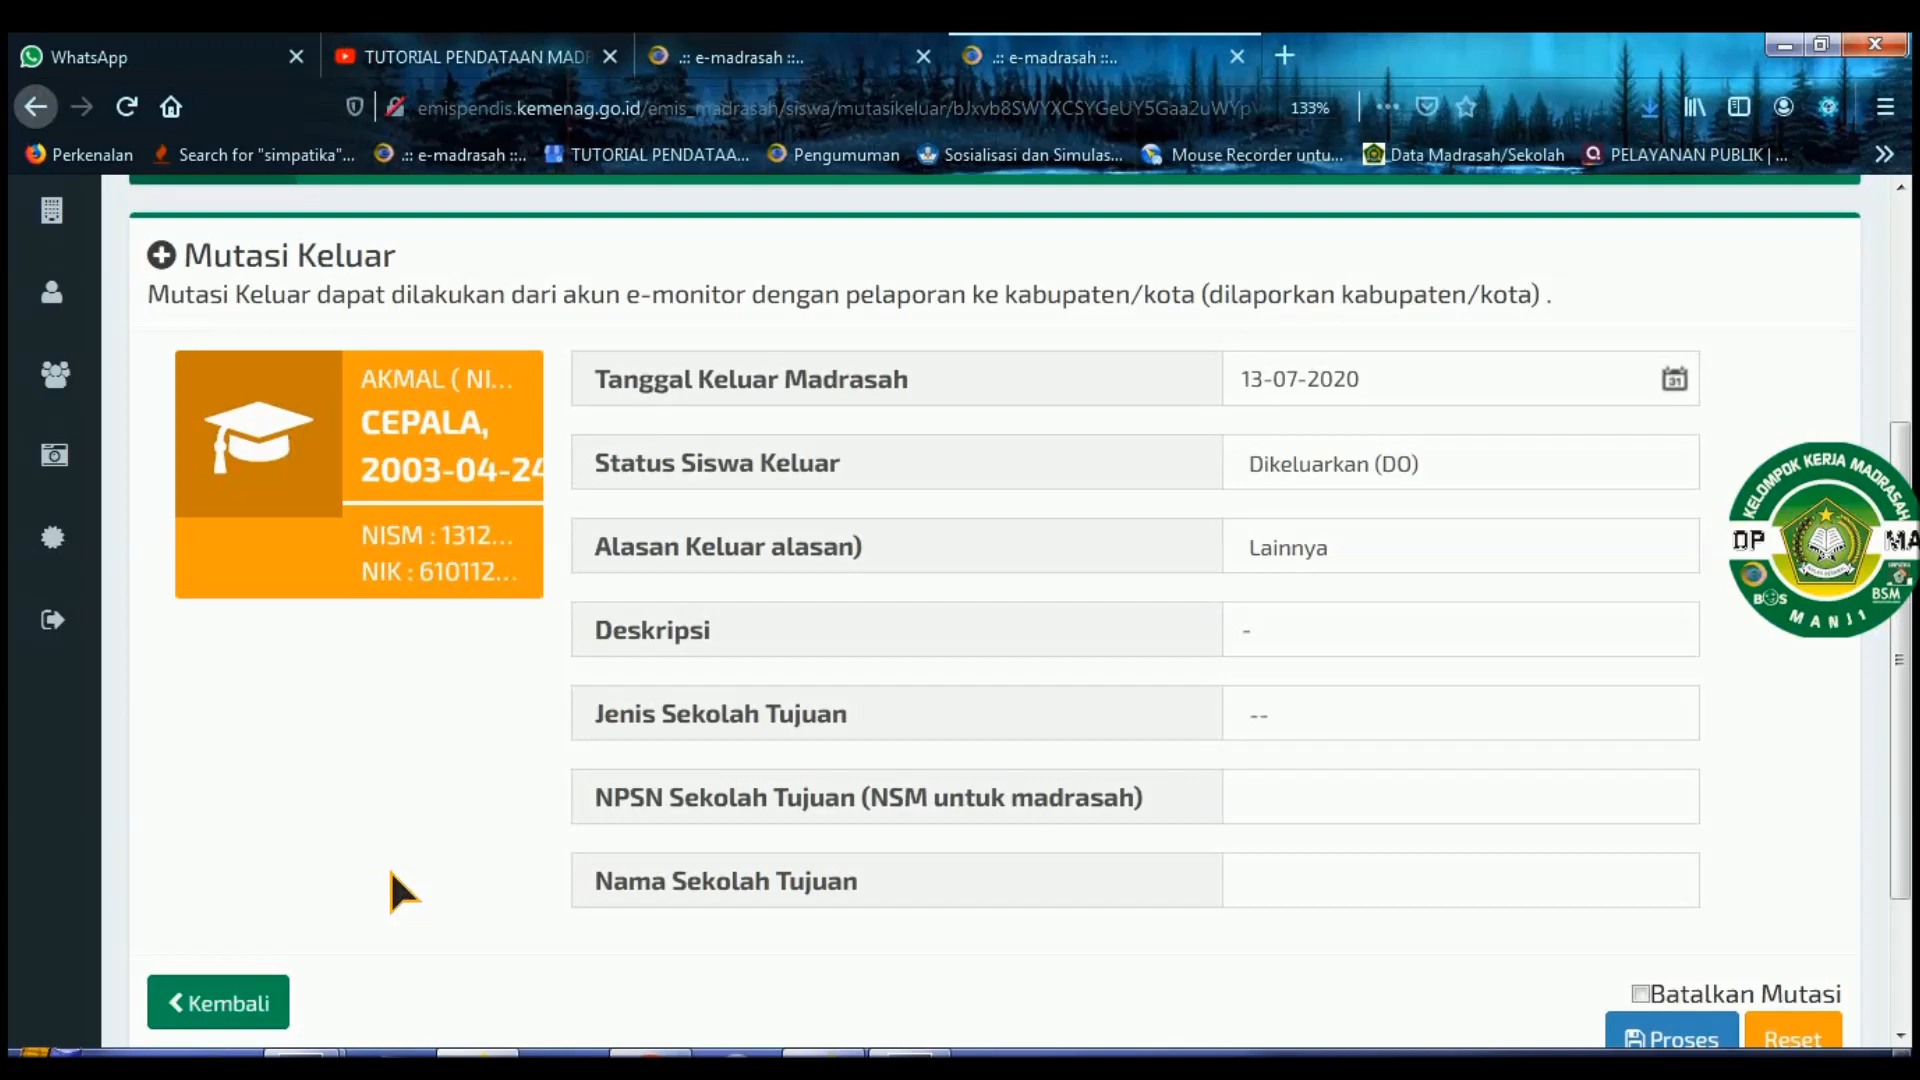 WhatsApp
TUTORIAL PENDATAAN MAD
.:: e-madrasah ::..
.:: e-madrasah ::..
emispendis.kemenag.go.id/emis_madrasah/siswa/mutasikeluar/
133%
Perkenalan
Search for "simpatika"...
.:: e-madrasah ::...
TUTORIAL PENDATAA...
Pengumuman
Sosialisasi dan Simulas...
Mouse Recorder untu...
Data Madrasah/Sekolah
PELAYANAN PUBLIK | ...
Mutasi Keluar
Mutasi Keluar dapat dilakukan dari akun e-monitor dengan pelaporan ke kabupaten/kota (dilaporkan kabupaten/kota) .
AKMAL ( NI...
CEPALA,
2003-04-24
NISM : 1312...
NIK : 610112...
Tanggal Keluar Madrasah
13-07-2020
31
Status Siswa Keluar
Dikeluarkan (DO)
Alasan Keluar alasan)
Lainnya
Deskripsi
-
Jenis Sekolah Tujuan
--
NPSN Sekolah Tujuan (NSM untuk madrasah)
Nama Sekolah Tujuan
KELOMPOK KERJA MADRASAH
DP
MA
BOS
BSM
MANJ1
Kembali
Batalkan Mutasi
Proses
Reset